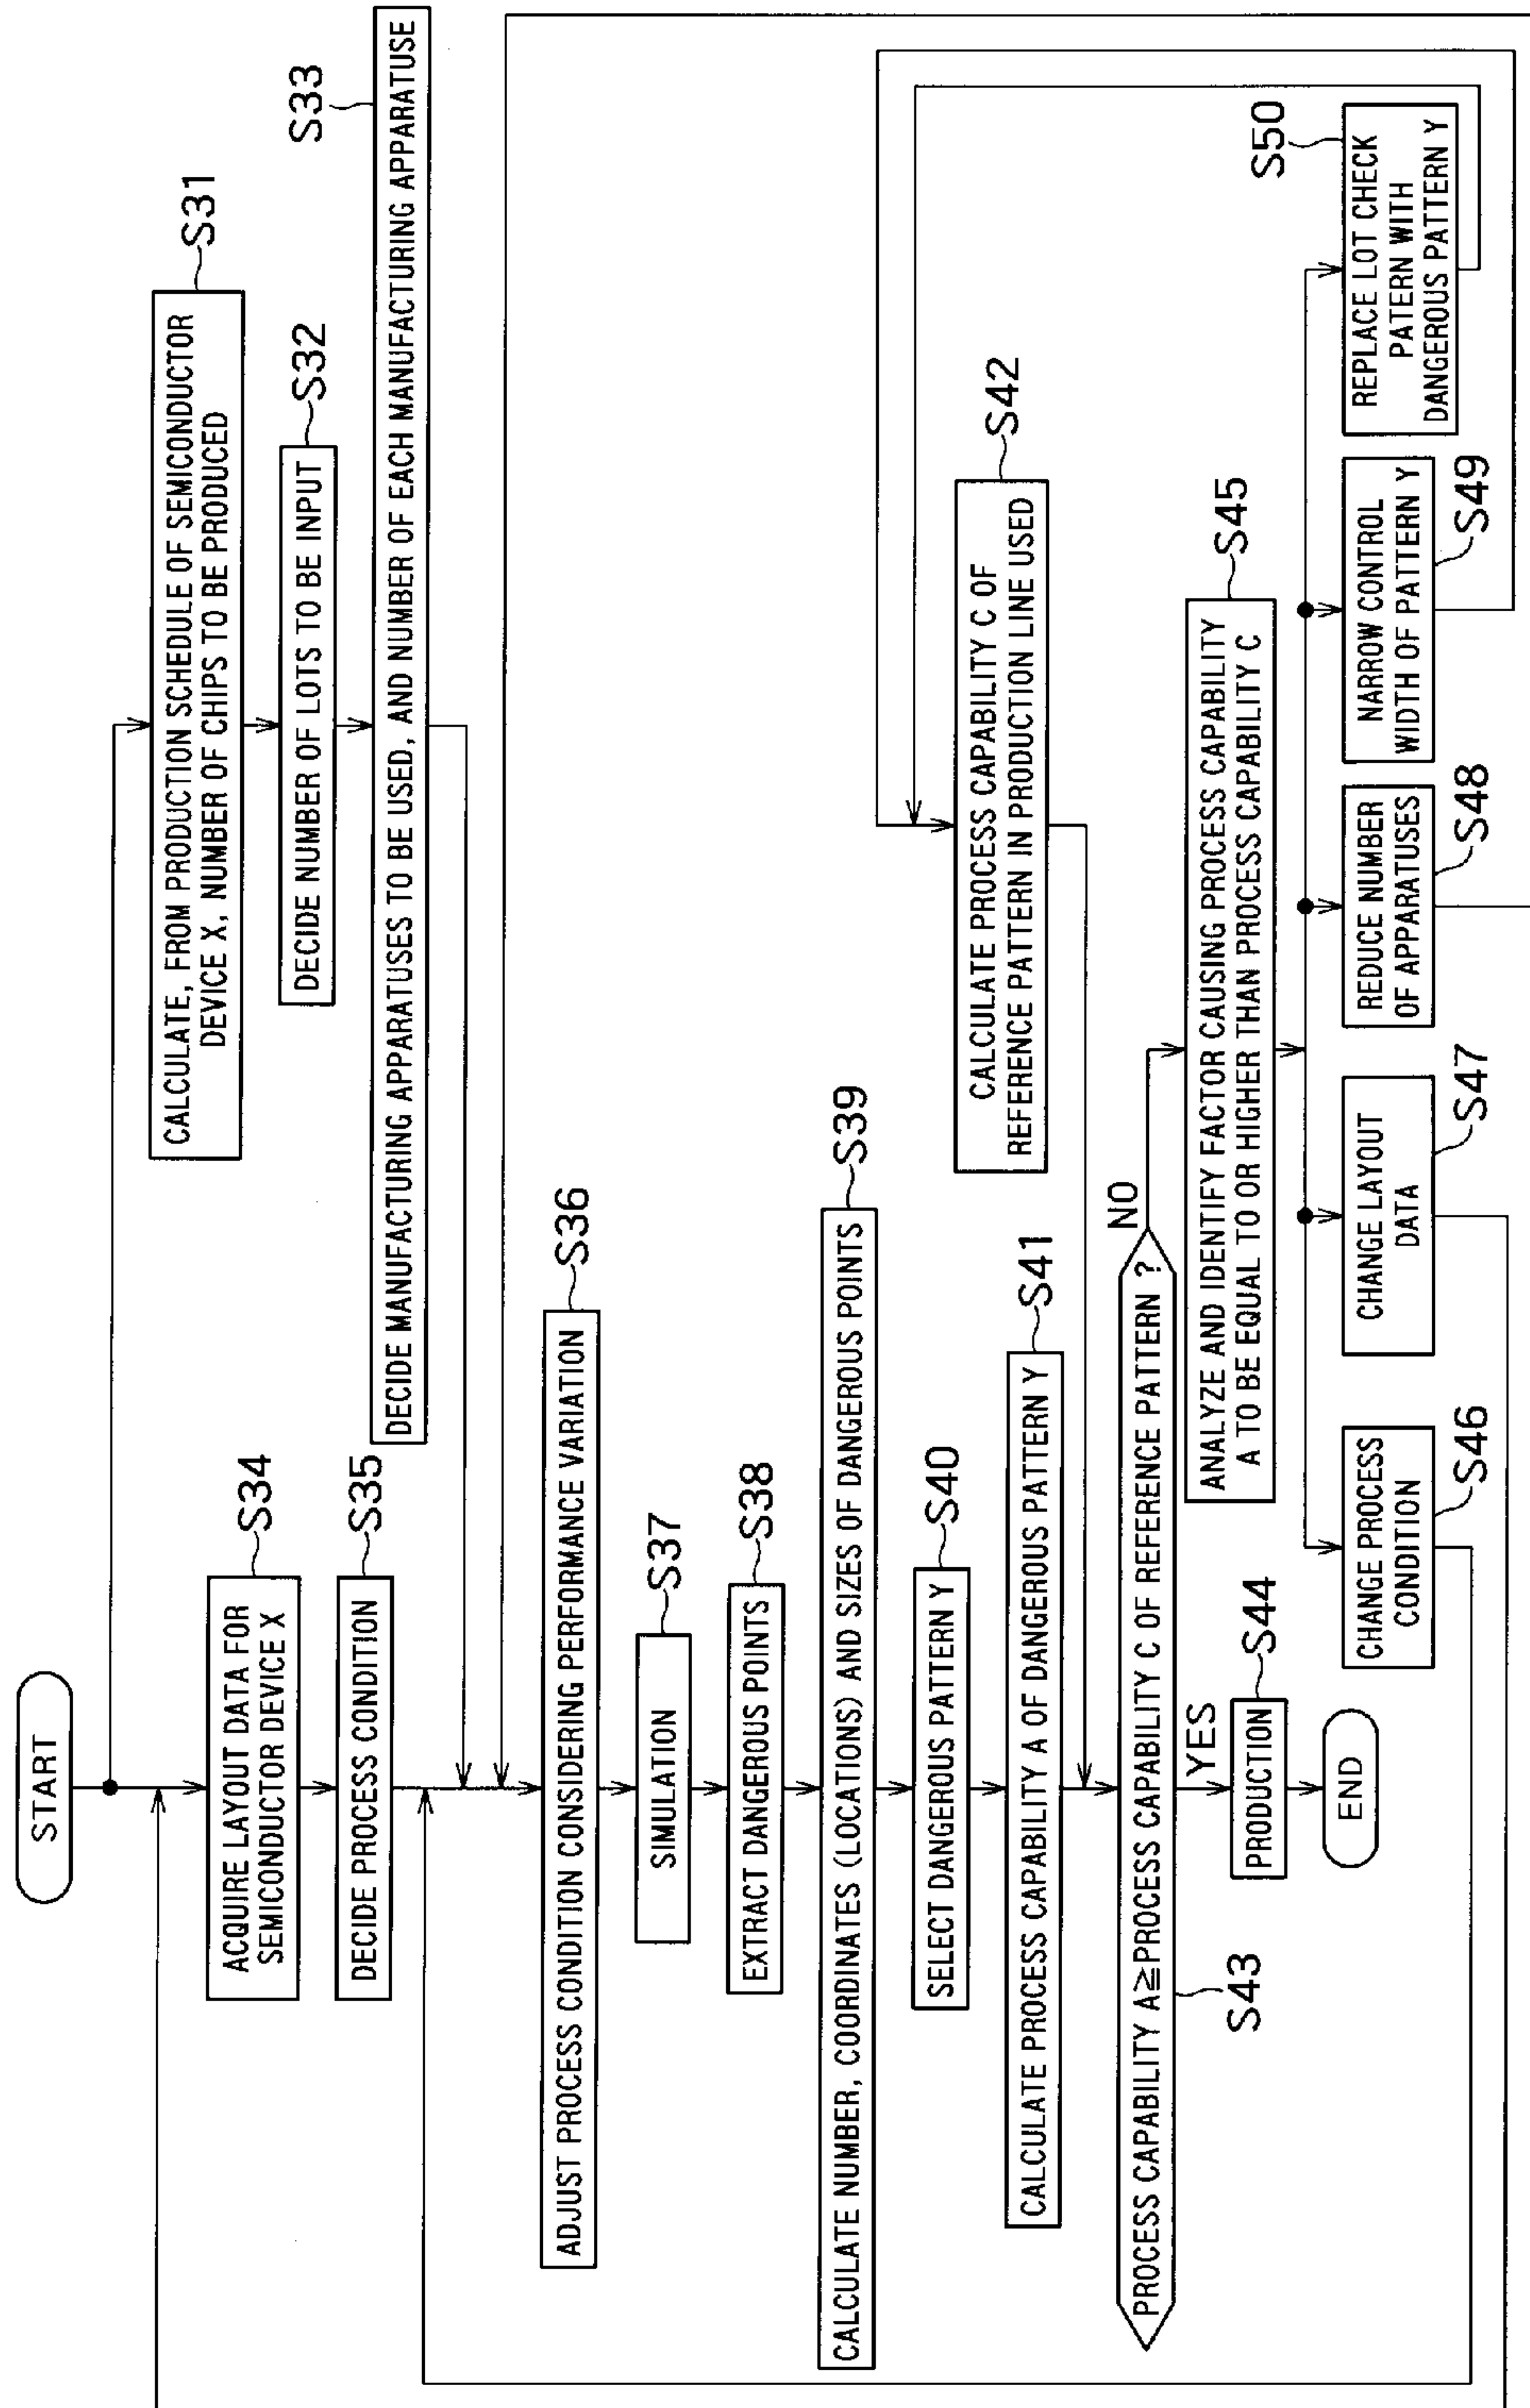 START
CALCULATE, FROM PRODUCTION SCHEDULE OF SEMICONDUCTOR
DEVICE X, NUMBER OF CHIPS TO BE PRODUCED
S31
DECIDE NUMBER OF LOTS TO BE INPUT
S32
S33
DECIDE MANUFACTURING APPARATUSES TO BE USED, AND NUMBER OF EACH MANUFACTURING APPARATUSE
ACQUIRE LAYOUT DATA FOR
SEMICONDUCTOR DEVICE X
S34
DECIDE PROCESS CONDITION
S35
ADJUST PROCESS CONDITION CONSIDERING PERFORMANCE VARIATION
S36
SIMULATION
S37
EXTRACT DANGEROUS POINTS
S38
CALCULATE NUMBER, COORDINATES (LOCATIONS) AND SIZES OF DANGEROUS POINTS
S39
SELECT DANGEROUS PATTERN Y
S40
CALCULATE PROCESS CAPABILITY A OF DANGEROUS PATTERN Y
S41
CALCULATE PROCESS CAPABILITY C OF
REFERENCE PATTERN IN PRODUCTION LINE USED
S42
PROCESS CAPABILITY A≧PROCESS CAPABILITY C OF REFERENCE PATTERN ?
S43
NO
YES
PRODUCTION
S44
END
ANALYZE AND IDENTIFY FACTOR CAUSING PROCESS CAPABILITY
A TO BE EQUAL TO OR HIGHER THAN PROCESS CAPABILITY C
S45
CHANGE PROCESS
CONDITION
S46
CHANGE LAYOUT
DATA
S47
REDUCE NUMBER
OF APPARATUSES
S48
NARROW CONTROL
WIDTH OF PATTERN Y
S49
REPLACE LOT CHECK
PATERN WITH
DANGEROUS PATTERN Y
S50